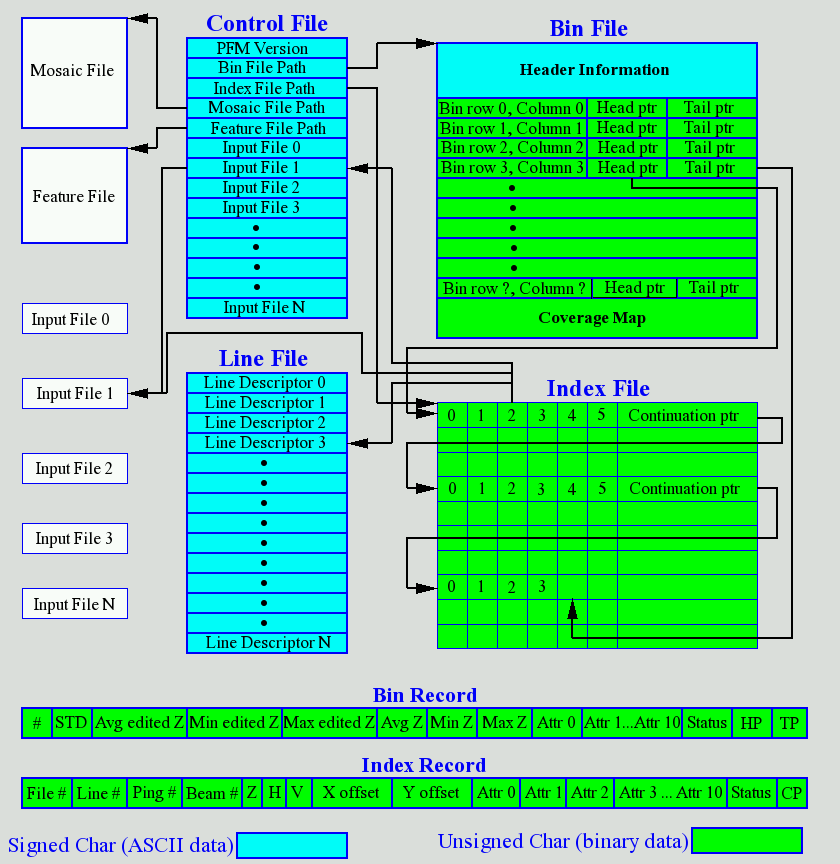 Control File
PFM Version
Bin File Path
Index File Path
Mosaic File Path
Feature File Path
Input File 0
Input File 1
Input File 2
Input File 3
Input File N
Mosaic File
Feature File
Input File 0
Input File 1
Input File 2
Input File 3
Input File N
Bin File
Header Information
Bin row 0, Column 0 Head ptr Tail ptr
Bin row 1, Column 1 Head ptr Tail ptr
Bin row 2, Column 2 Head ptr Tail ptr
Bin row 3, Column 3 Head ptr Tail ptr
Bin row ?, Column ? Head ptr Tail ptr
Coverage Map
Line File
Line Descriptor 0
Line Descriptor 1
Line Descriptor 2
Line Descriptor 3
Line Descriptor N
Index File
0 1 2 3 4 5 Continuation ptr
0 1 2 3 4 5 Continuation ptr
0 1 2 3
Bin Record
# STD Avg edited Z Min edited Z Max edited Z Avg Z Min Z Max Z Attr 0 Attr 1...Attr 10 Status HP TP
Index Record
File # Line # Ping # Beam # Z H V X offset Y offset Attr 0 Attr 1 Attr 2 Attr 3 ... Attr 10 Status CP
Signed Char (ASCII data)
Unsigned Char (binary data)